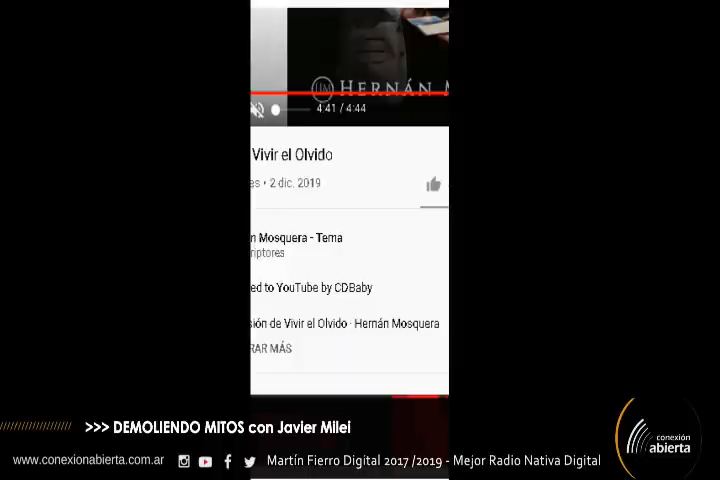 HM HERNÁN M
4:41 / 4:44
Vivir el Olvido
es • 2 dic. 2019
n Mosquera - Tema
riptores
ed to YouTube by CDBaby
sión de Vivir el Olvido · Hernán Mosquera
RAR MÁS
>>> DEMOLIENDO MITOS con Javier Milei
conexión
abierta
www.conexionabierta.com.ar
Martín Fierro Digital 2017 /2019 - Mejor Radio Nativa Digital